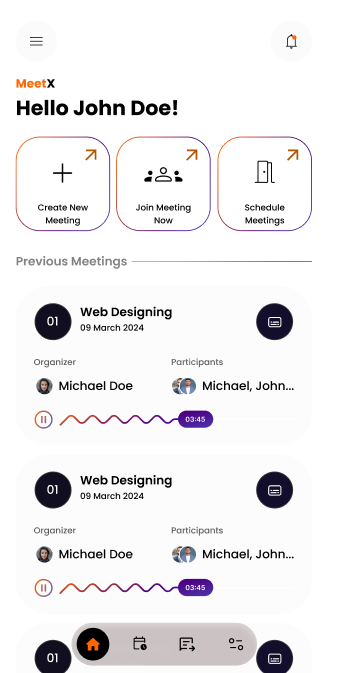 MeetX
Hello John Doe!
Create New
Meeting
Join Meeting
Now
Schedule
Meetings
Previous Meetings
01
Web Designing
09 March 2024
Organizer
Participants
Michael Doe
Michael, John...
03:45
01
Web Designing
09 March 2024
Organizer
Participants
Michael Doe
Michael, John...
03:45
01